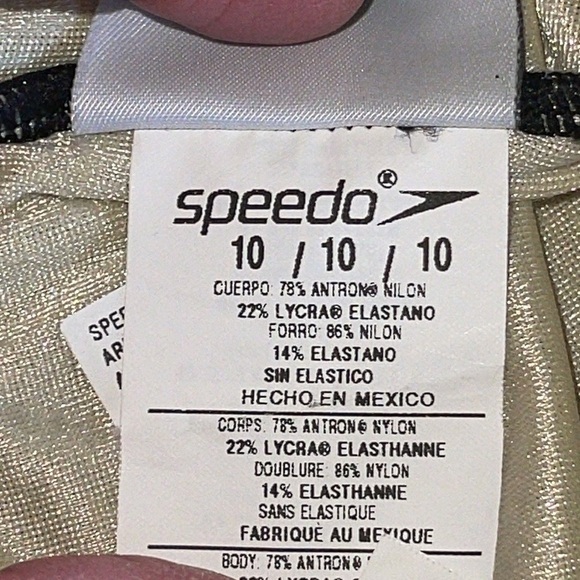 speedo®
10 / 10 / 10
CUERPO: 78% ANTRON® NILON
22% LYCRA® ELASTANO
FORRO: 86% NILON
14% ELASTANO
SIN ELASTICO
HECHO EN MEXICO
CORPS: 78% ANTRON® NYLON
22% LYCRA® ELASTHANNE
DOUBLURE: 86% NYLON
14% ELASTHANNE
SANS ELASTIQUE
FABRIQUÉ AU MEXIQUE
BODY: 78% ANTRON®